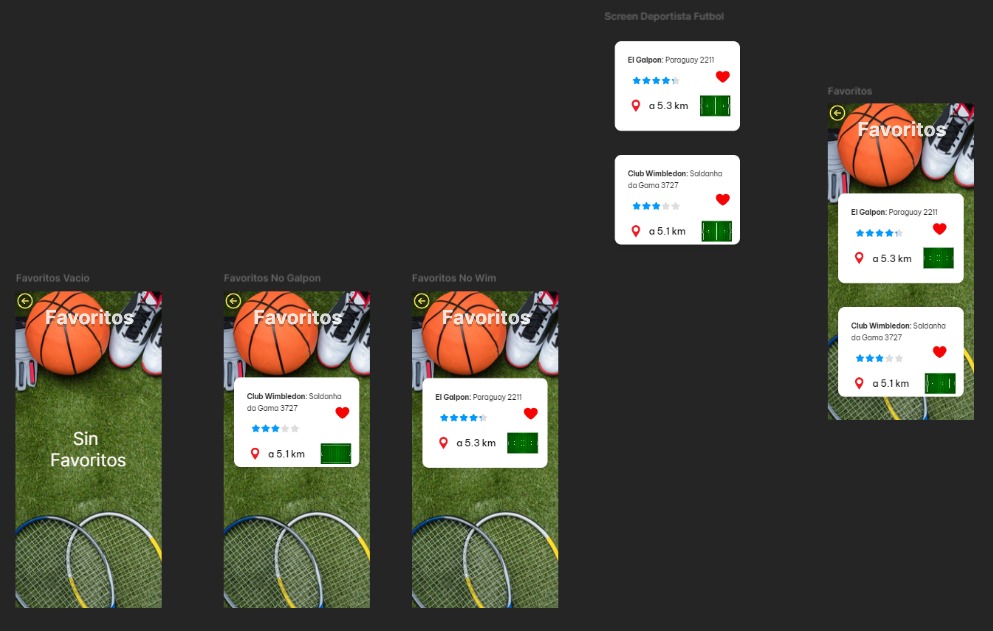 Screen Deportista Futbol
El Galpon: Paraguay 2211
a 5.3 km
Club Wimbledon: Saldanha
da Gama 3727
a 5.1 km
Favoritos
Favoritos
El Galpon: Paraguay 2211
a 5.3 km
Club Wimbledon: Saldanha
da Gama 3727
a 5.1 km
Favoritos Vacio
Favoritos
Sin
Favoritos
Favoritos No Galpon
Favoritos
Club Wimbledon: Saldanha
da Gama 3727
a 5.1 km
Favoritos No Wim
Favoritos
El Galpon: Paraguay 2211
a 5.3 km